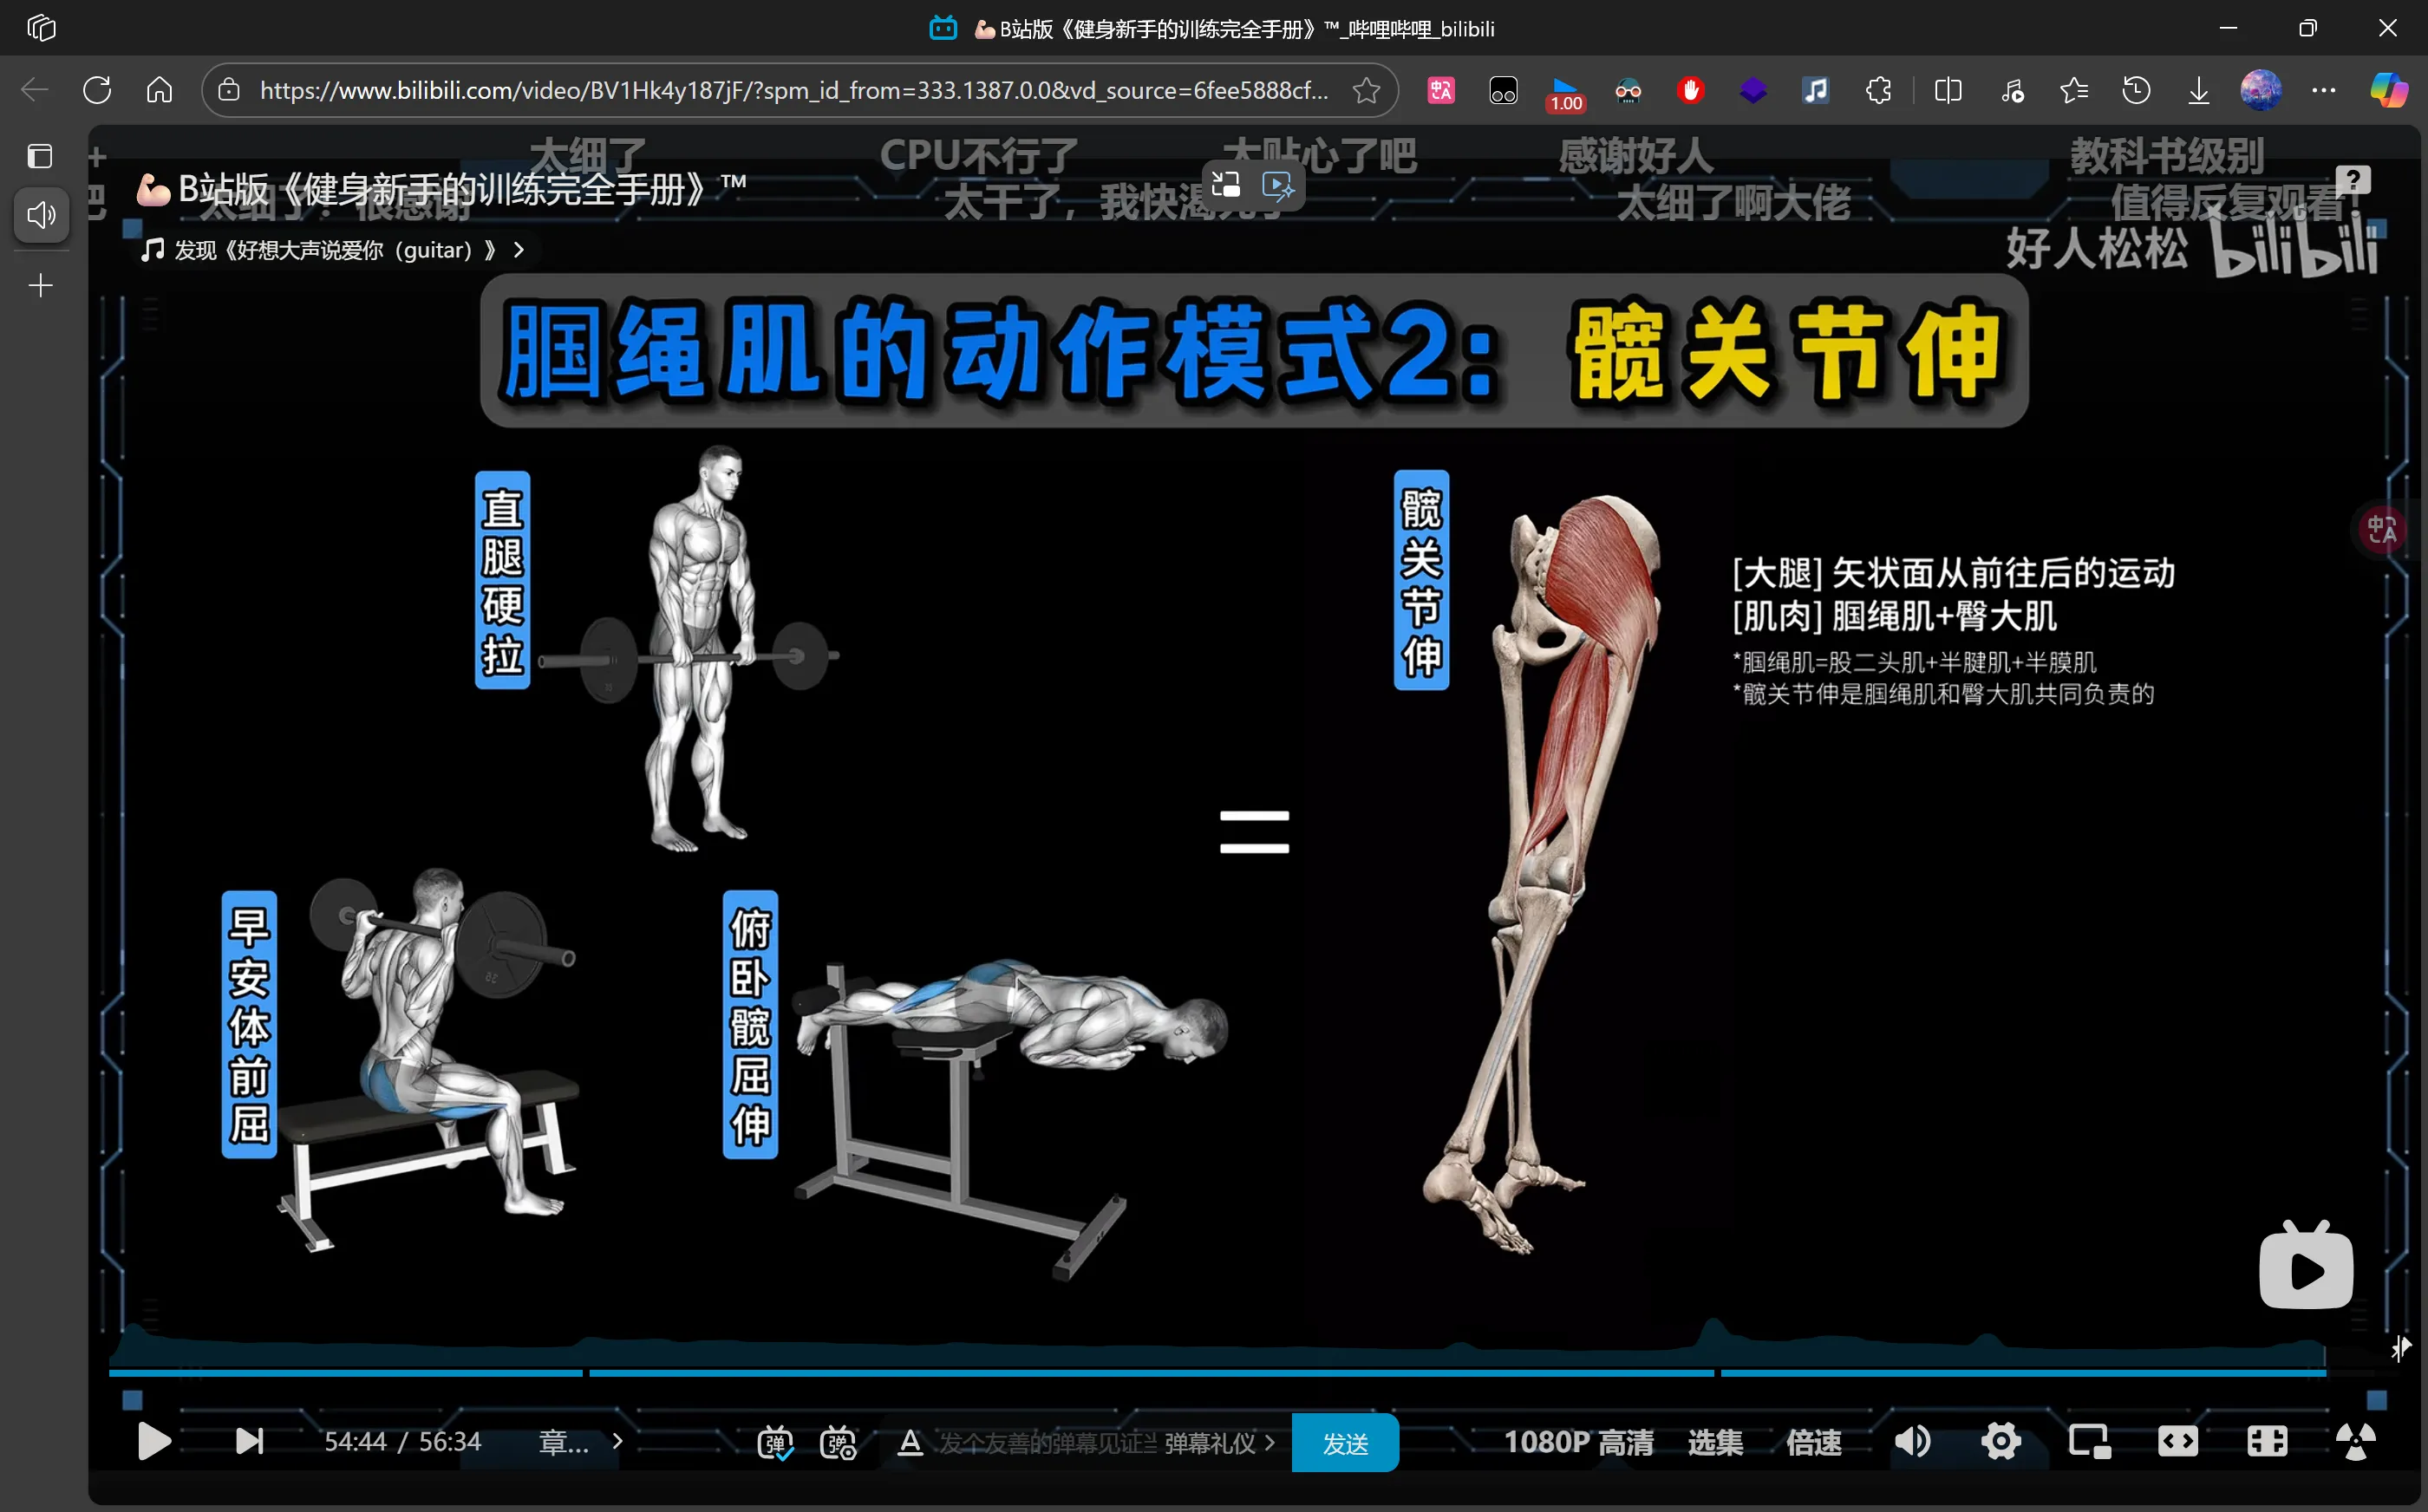 💪🏻B站版《健身新手的训练完全手册》™_哔哩哔哩_bilibili
https://www.bilibili.com/video/BV1Hk4y187jF/?spm_id_from=333.1387.0.0&vd_source=6fee5888cf...
1.00
太细了
CPU不行了
太贴心了吧
感谢好人
教科书级别
💪🏻B站版《健身新手的训练完全手册》™
太细了！很感谢
太干了，我快渴死了
太细了啊大佬
值得反复观看！
发现《好想大声说爱你（guitar）》 >
好人松松 bilibili
腘绳肌的动作模式2: 髋关节伸
直腿硬拉
髋关节伸
[大腿] 矢状面从前往后的运动
[肌肉] 腘绳肌+臀大肌
*腘绳肌=股二头肌+半腱肌+半膜肌
*髋关节伸是腘绳肌和臀大肌共同负责的
早安体前屈
俯卧髋屈伸
54:44 / 56:34
章... >
弹
弹
A
发个友善的弹幕见证当
弹幕礼仪 >
发送
1080P 高清
选集
倍速